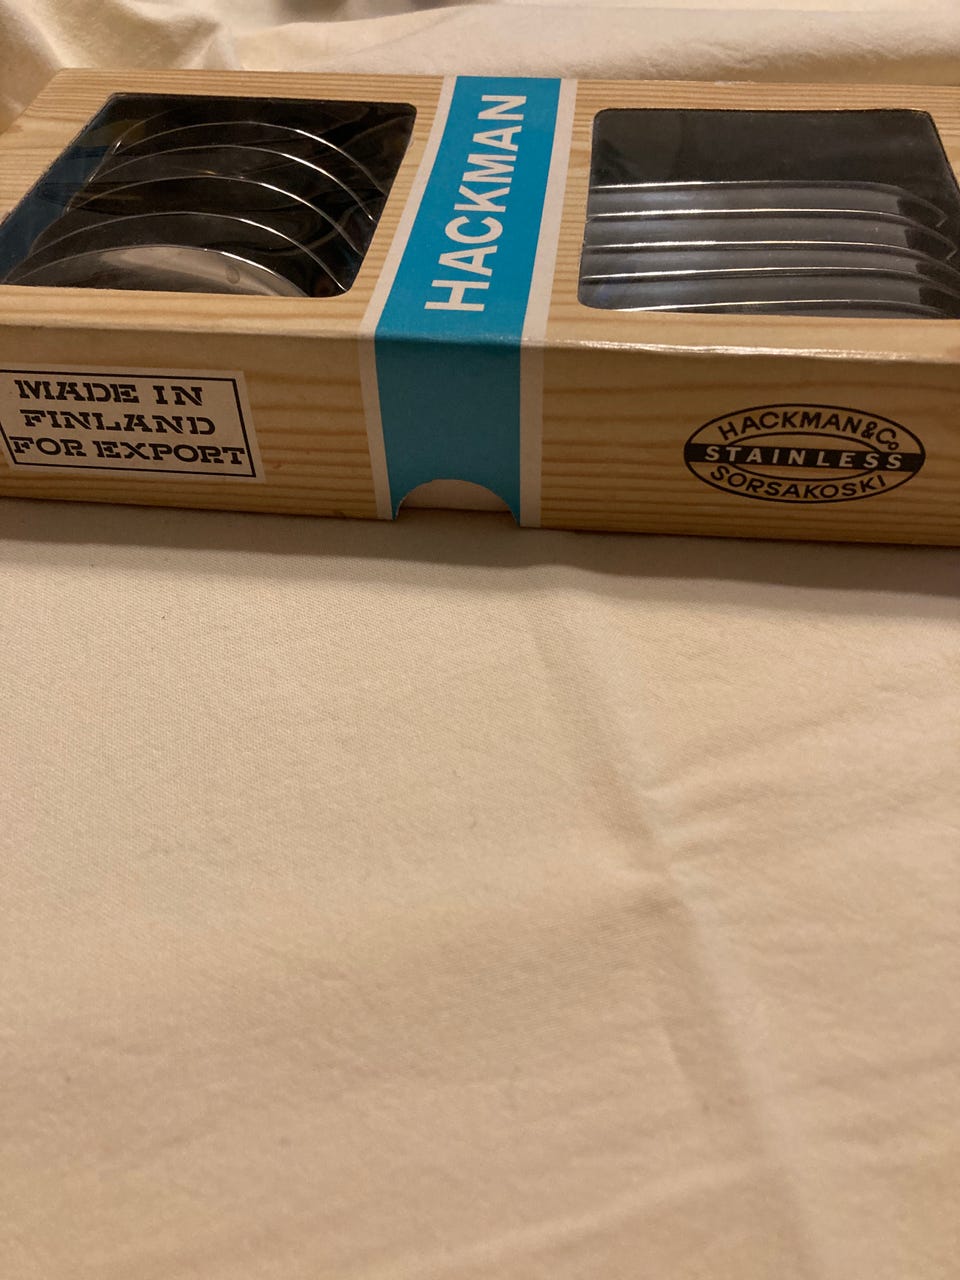 HACKMAN
MADE IN
FINLAND
FOR EXPORT
HACKMAN & Co
STAINLESS
SORSAKOSKI